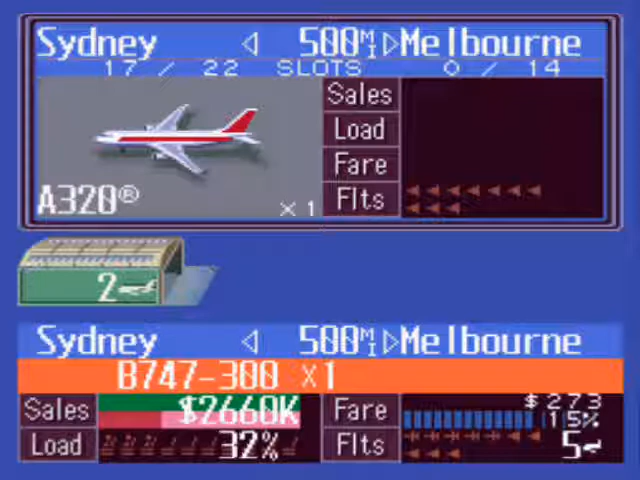 Sydney ◁ 500MI ▷ Melbourne
17 / 22 SLOTS 0 / 14
Sales
Load
Fare
A320® ×1 Flts
2
Sydney ◁ 500MI ▷ Melbourne
B747-300 ×1
Sales $2660K Fare $273 (15%
Load 32% Flts 5